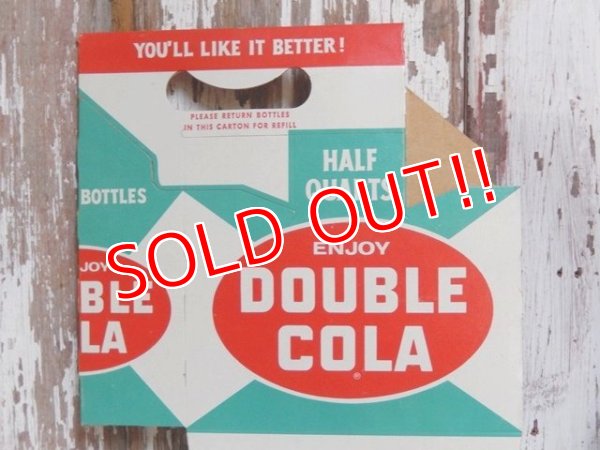 YOU'LL LIKE IT BETTER!
PLEASE RETURN BOTTLES
IN THIS CARTON FOR REFILL
HALF
QUARTS
BOTTLES
SOLD OUT!!
ENJOY
DOUBLE
COLA
®
JOY
BLE
LA